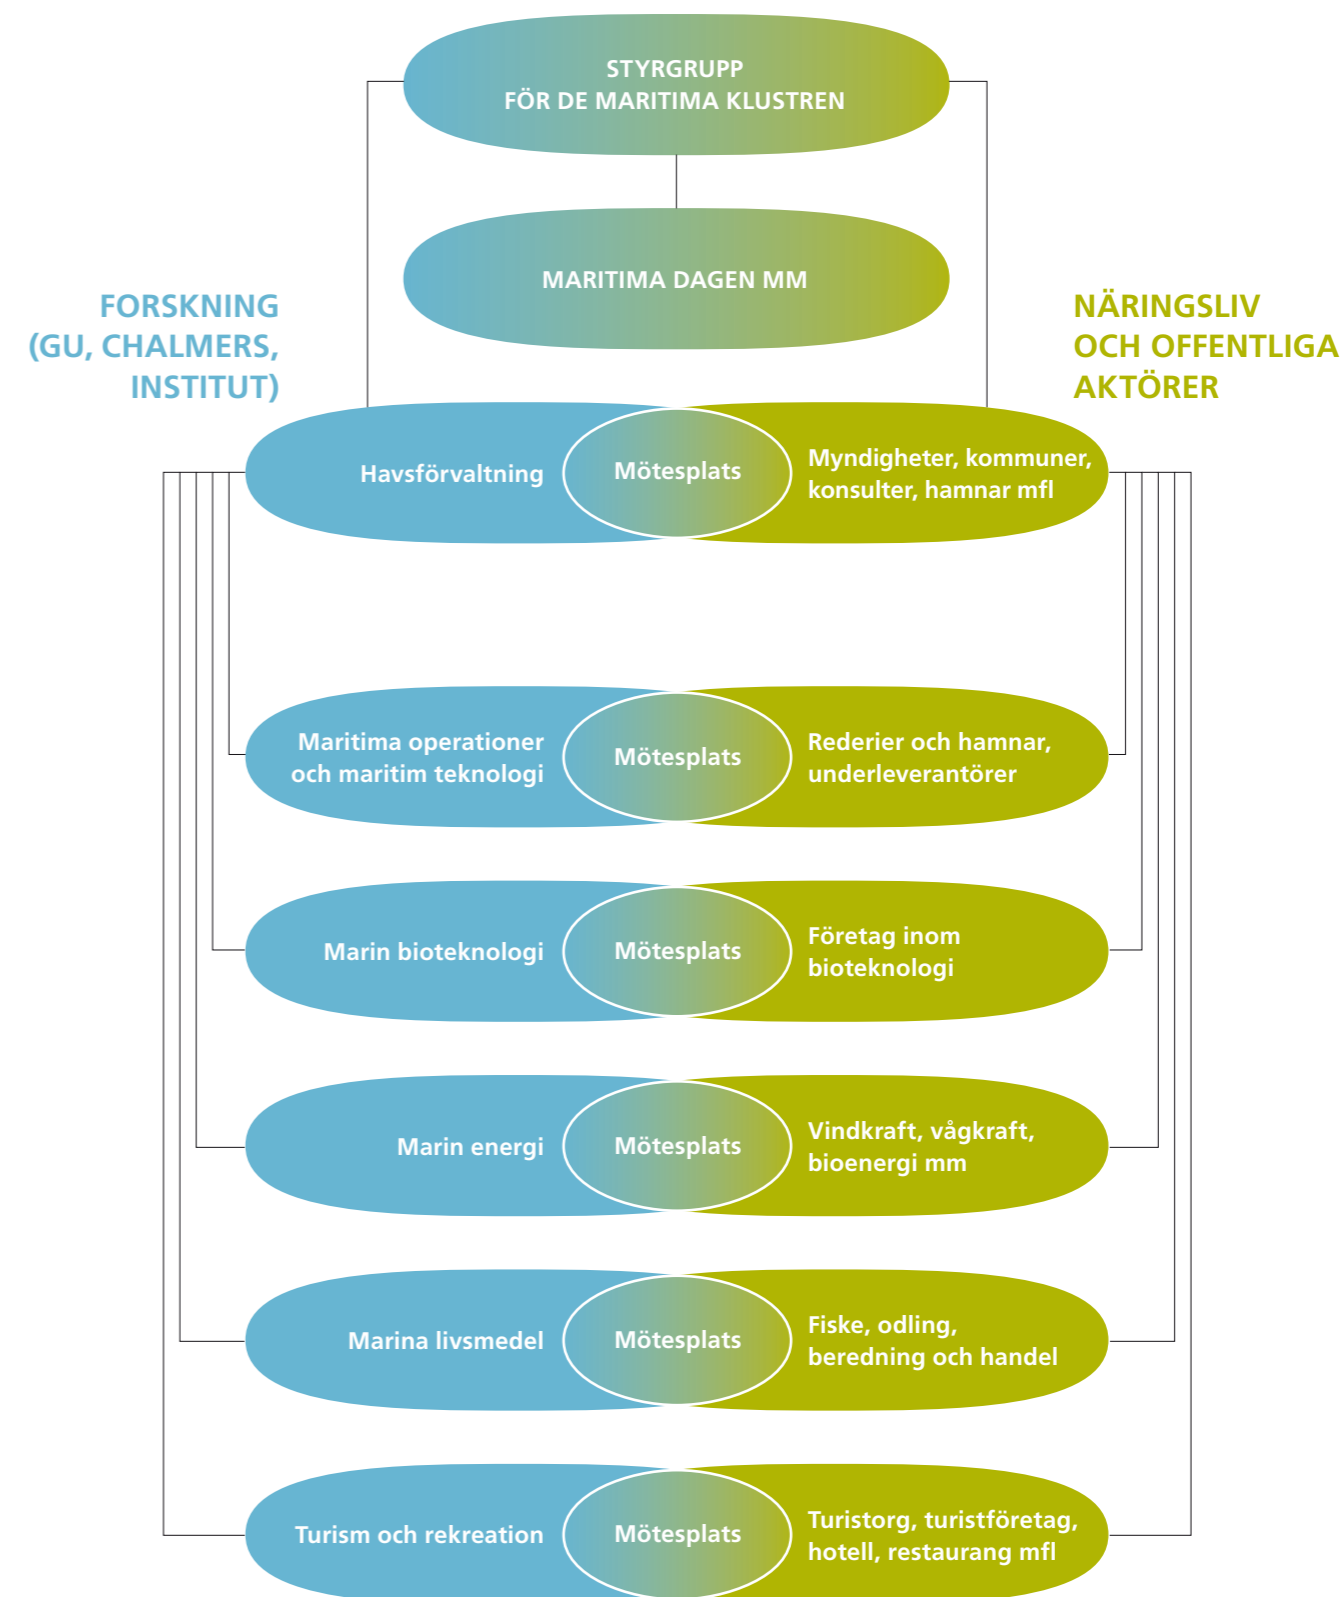 STYRGRUPP
FÖR DE MARITIMA KLUSTREN
MARITIMA DAGEN MM
FORSKNING
(GU, CHALMERS,
INSTITUT)
NÄRINGSLIV
OCH OFFENTLIGA
AKTÖRER
Havsförvaltning
Mötesplats
Myndigheter, kommuner,
konsulter, hamnar mfl
Maritima operationer
och maritim teknologi
Mötesplats
Rederier och hamnar,
underleverantörer
Marin bioteknologi
Mötesplats
Företag inom
bioteknologi
Marin energi
Mötesplats
Vindkraft, vågkraft,
bioenergi mm
Marina livsmedel
Mötesplats
Fiske, odling,
beredning och handel
Turism och rekreation
Mötesplats
Turistorg, turistföretag,
hotell, restaurang mfl